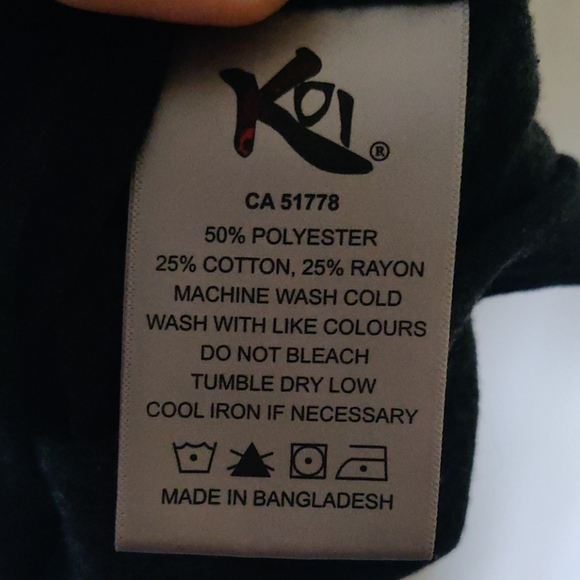 Koi®
CA 51778
50% POLYESTER
25% COTTON, 25% RAYON
MACHINE WASH COLD
WASH WITH LIKE COLOURS
DO NOT BLEACH
TUMBLE DRY LOW
COOL IRON IF NECESSARY
MADE IN BANGLADESH